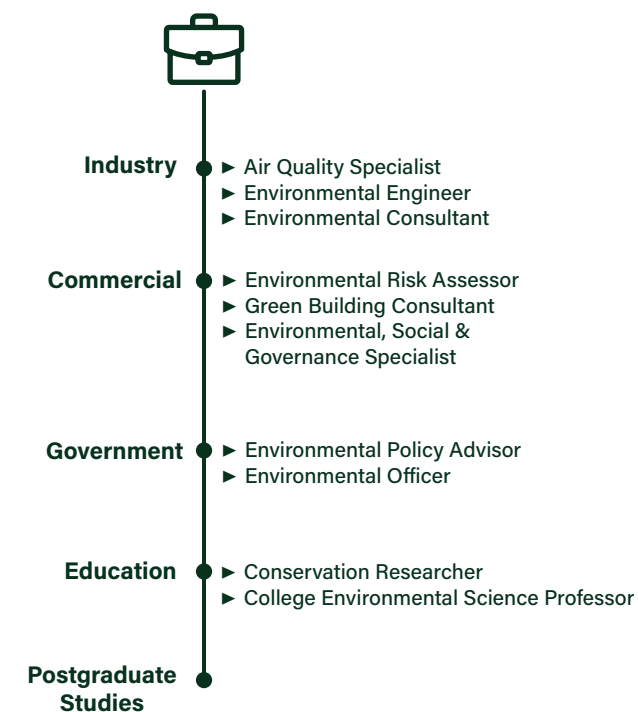 Industry
► Air Quality Specialist
► Environmental Engineer
► Environmental Consultant
Commercial
► Environmental Risk Assessor
► Green Building Consultant
► Environmental, Social &
Governance Specialist
Government
► Environmental Policy Advisor
► Environmental Officer
Education
► Conservation Researcher
► College Environmental Science Professor
Postgraduate
Studies